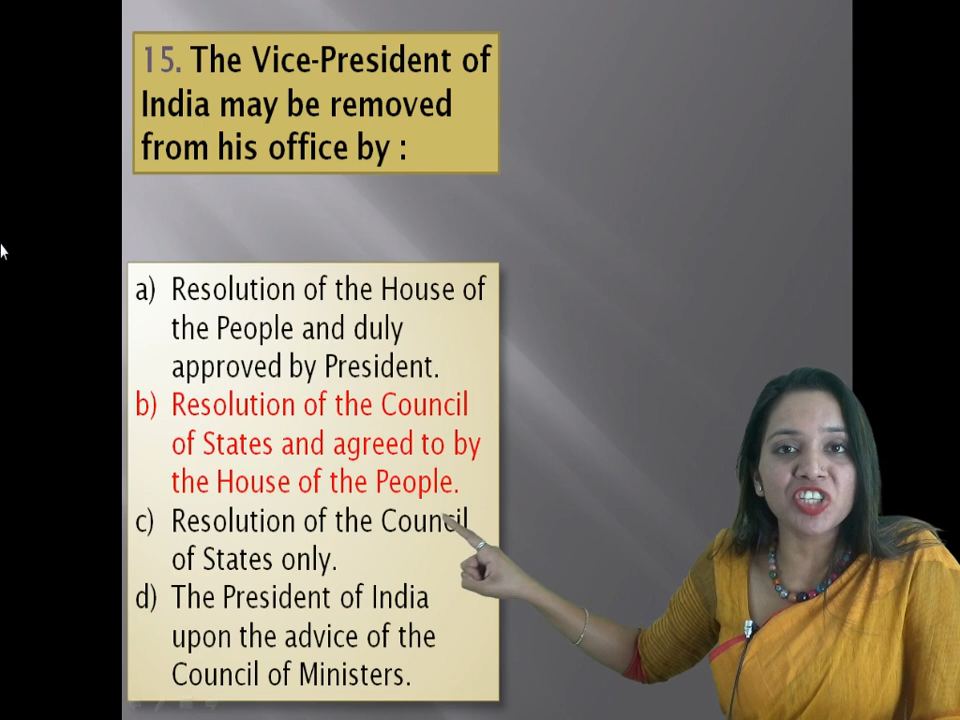 15. The Vice-President of
India may be removed
from his office by :
a) Resolution of the House of
the People and duly
approved by President.
b) Resolution of the Council
of States and agreed to by
the House of the People.
c) Resolution of the Council
of States only.
d) The President of India
upon the advice of the
Council of Ministers.